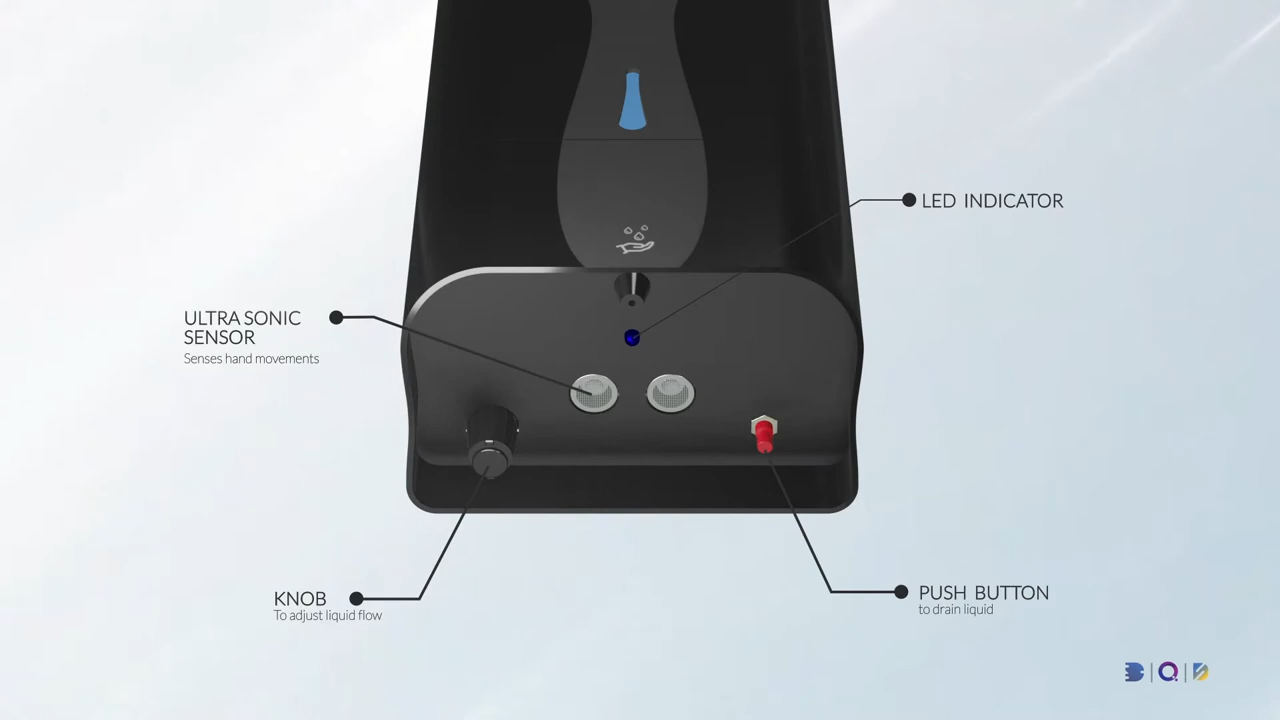 LED INDICATOR
ULTRA SONIC
SENSOR
Senses hand movements
KNOB
To adjust liquid flow
PUSH BUTTON
to drain liquid